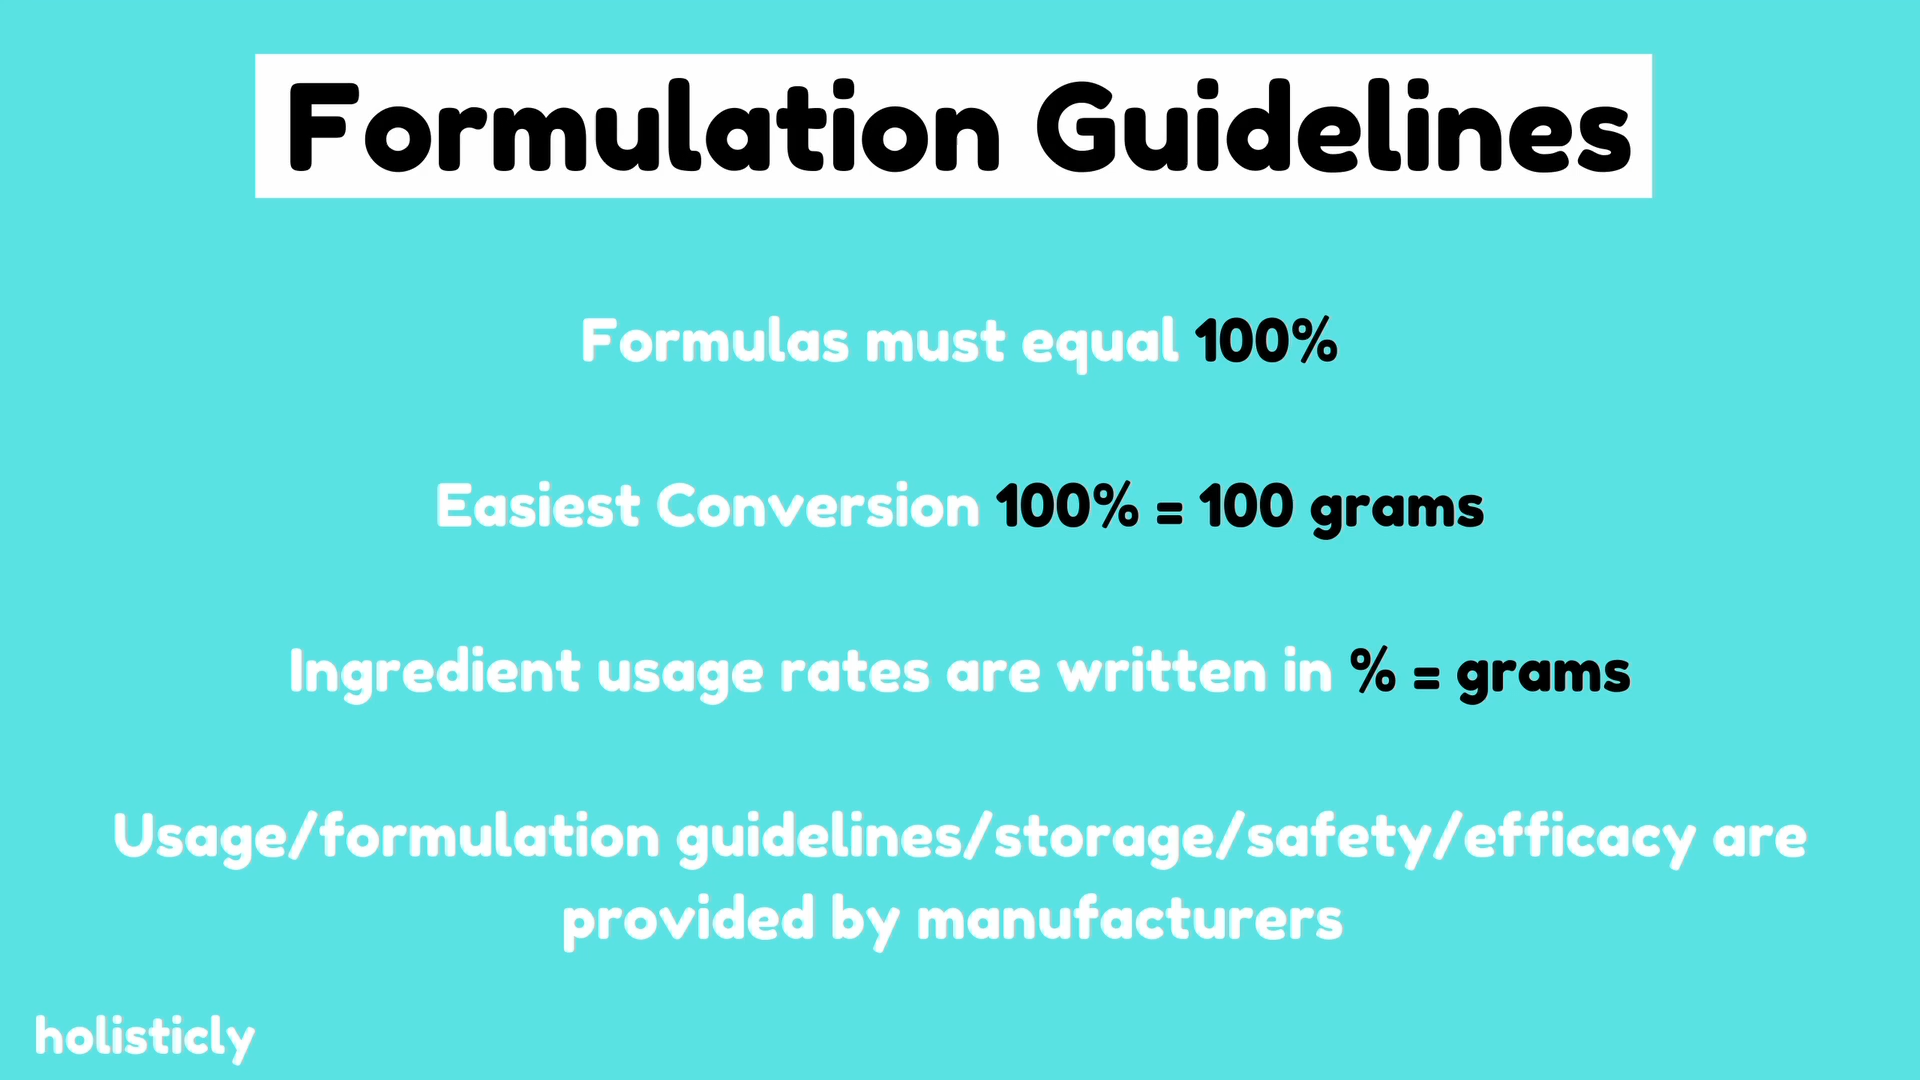 Formulation Guidelines
Formulas must equal 100%
Easiest Conversion 100% = 100 grams
Ingredient usage rates are written in % = grams
Usage/formulation guidelines/storage/safety/efficacy are
provided by manufacturers
holisticly